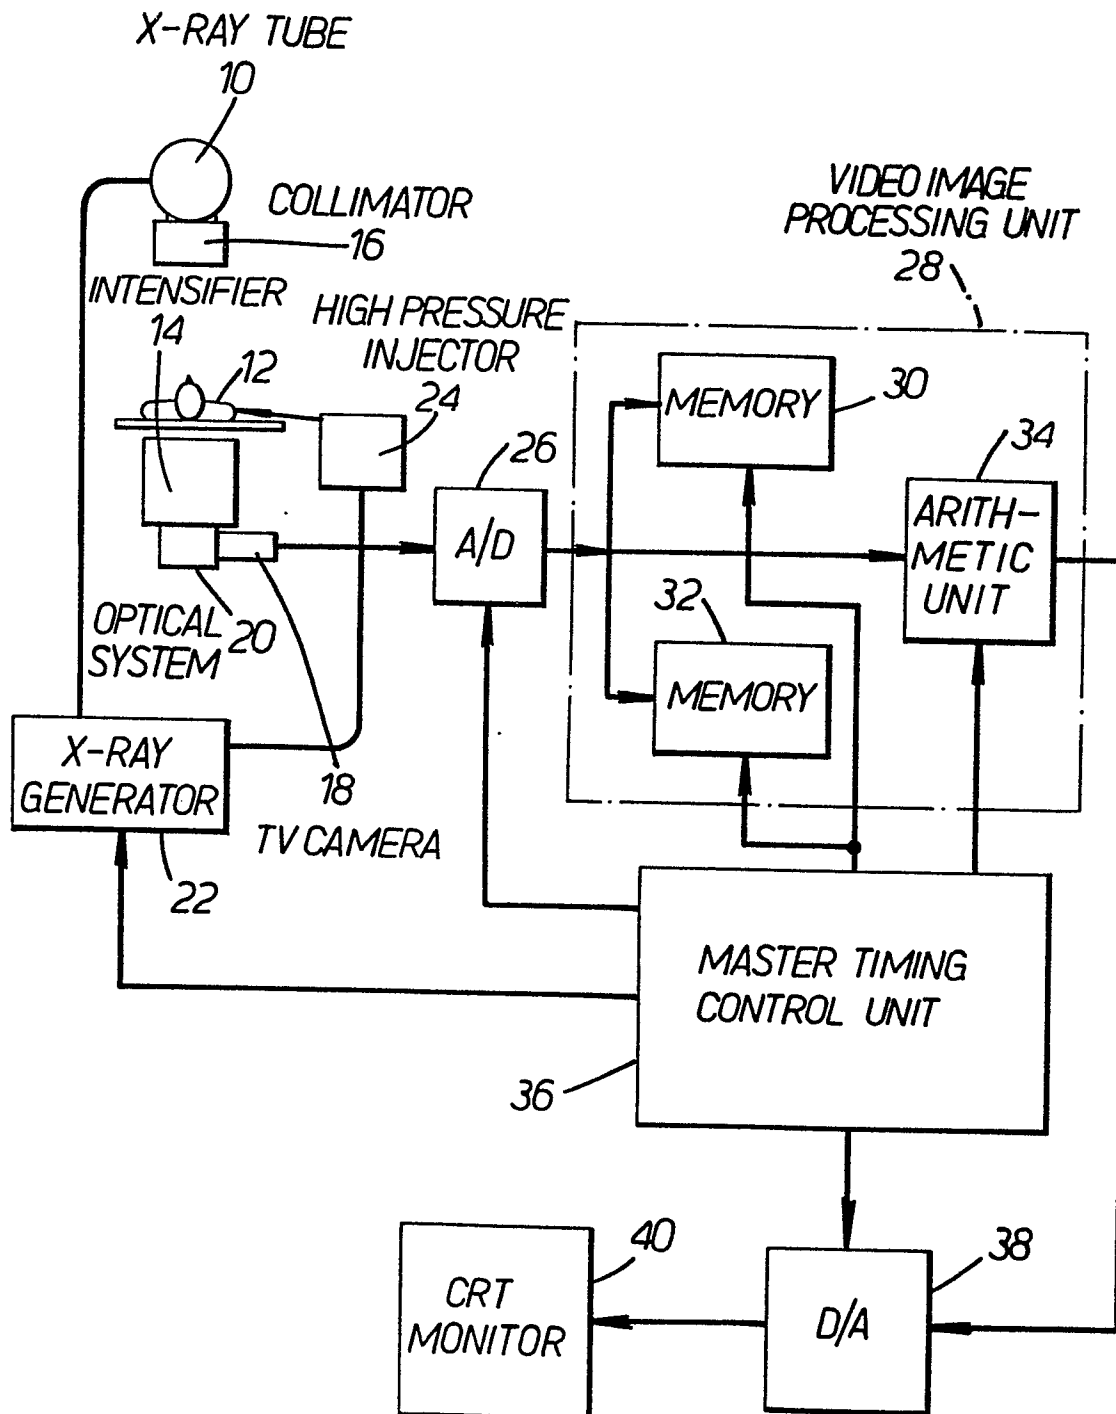 X-RAY TUBE
10
COLLIMATOR
16
VIDEO IMAGE
PROCESSING UNIT
28
INTENSIFIER
14
HIGH PRESSURE
INJECTOR
24
12
MEMORY
30
26
34
A/D
ARITH-
METIC
UNIT
32
MEMORY
OPTICAL
SYSTEM
20
X-RAY
GENERATOR
18
TV CAMERA
22
MASTER TIMING
CONTROL UNIT
36
40
38
CRT
MONITOR
D/A